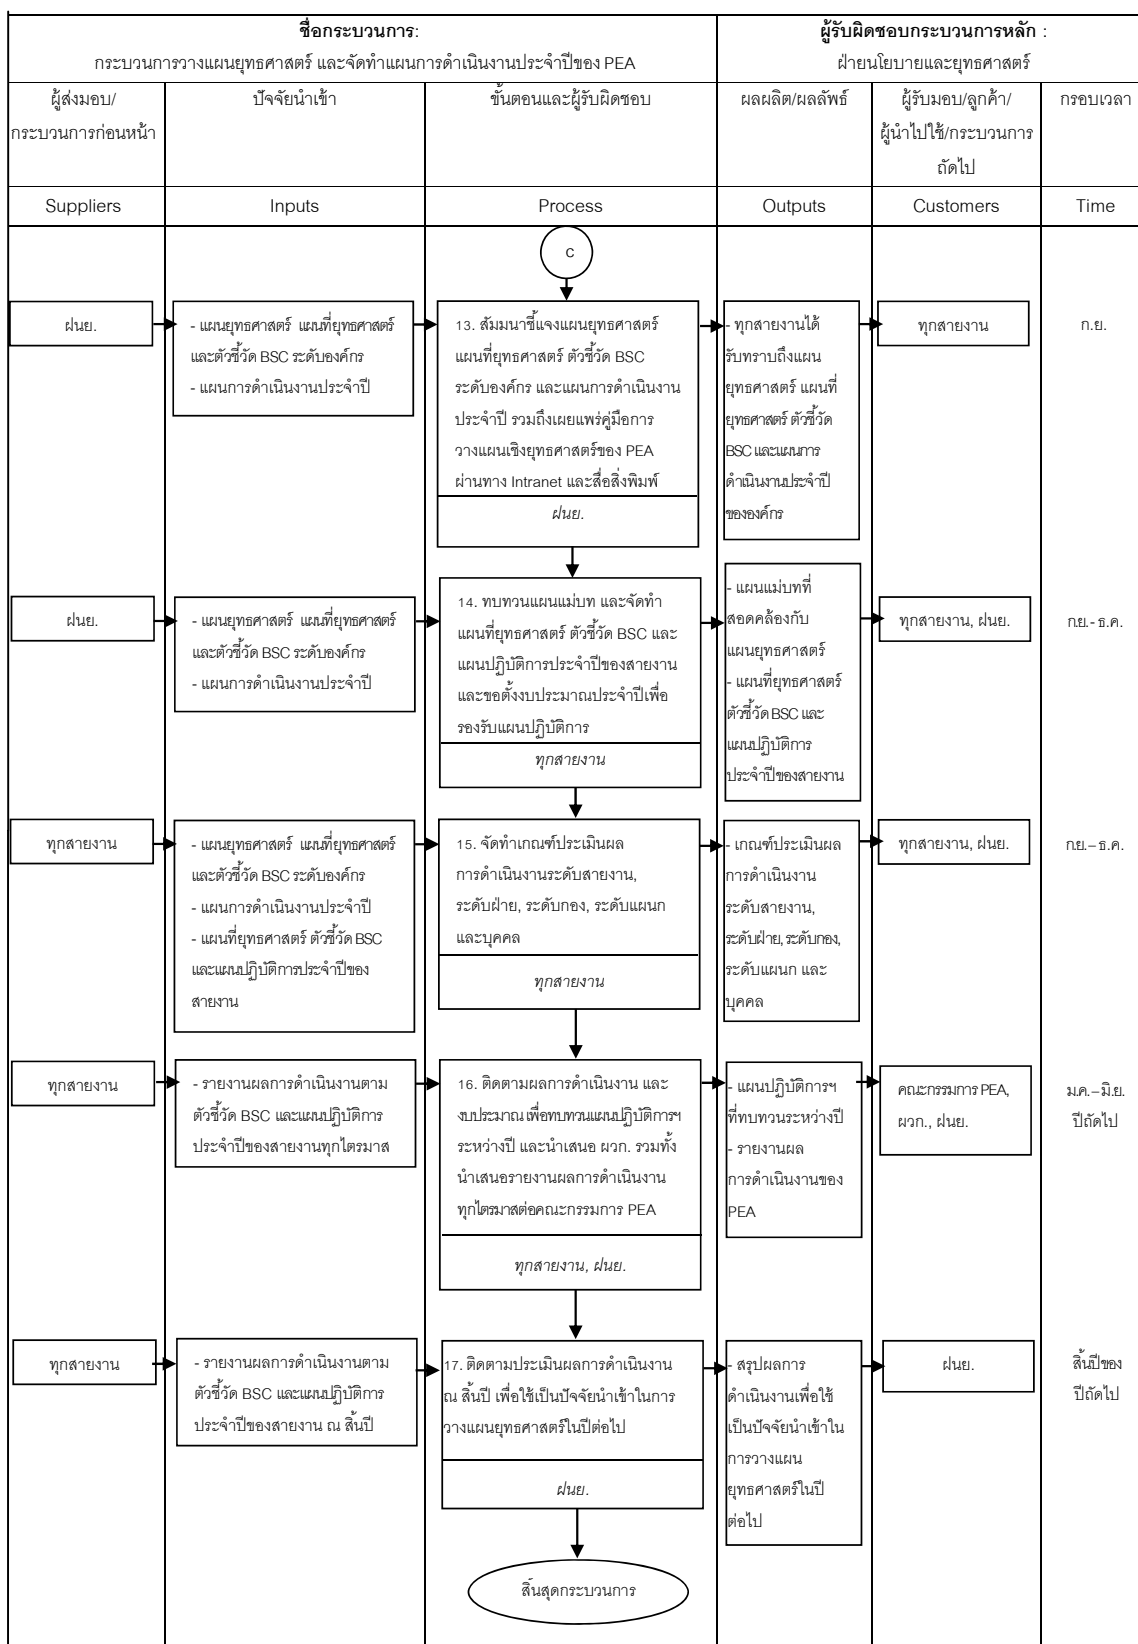 ชื่อกระบวนการ:
กระบวนการวางแผนยุทธศาสตร์ และจัดทำแผนการดำเนินงานประจำปีของ PEA
ผู้รับผิดชอบกระบวนการหลัก :
ฝ่ายนโยบายและยุทธศาสตร์
ผู้ส่งมอบ/
กระบวนการก่อนหน้า
ปัจจัยนำเข้า
ขั้นตอนและผู้รับผิดชอบ
ผลผลิต/ผลลัพธ์
ผู้รับมอบ/ลูกค้า/
ผู้นำไปใช้/กระบวนการ
ถัดไป
กรอบเวลา
Suppliers
Inputs
Process
Outputs
Customers
Time
C
ฝนย.
- แผนยุทธศาสตร์ แผนที่ยุทธศาสตร์
และตัวชี้วัด BSC ระดับองค์กร
- แผนการดำเนินงานประจำปี
13. สัมมนาชี้แจงแผนยุทธศาสตร์
แผนที่ยุทธศาสตร์ ตัวชี้วัด BSC
ระดับองค์กร และแผนการดำเนินงาน
ประจำปี รวมถึงเผยแพร่คู่มือการ
วางแผนเชิงยุทธศาสตร์ของ PEA
ผ่านทาง Intranet และสื่อสิ่งพิมพ์
ฝนย.
- ทุกสายงานได้
รับทราบถึงแผน
ยุทธศาสตร์ แผนที่
ยุทธศาสตร์ ตัวชี้วัด
BSC และแผนการ
ดำเนินงานประจำปี
ขององค์กร
ทุกสายงาน
ก.ย.
ฝนย.
- แผนยุทธศาสตร์ แผนที่ยุทธศาสตร์
และตัวชี้วัด BSC ระดับองค์กร
- แผนการดำเนินงานประจำปี
14. ทบทวนแผนแม่บท และจัดทำ
แผนที่ยุทธศาสตร์ ตัวชี้วัด BSC และ
แผนปฏิบัติการประจำปีของสายงาน
และขอตั้งงบประมาณประจำปีเพื่อ
รองรับแผนปฏิบัติการ
ทุกสายงาน
- แผนแม่บทที่
สอดคล้องกับ
แผนยุทธศาสตร์
- แผนที่ยุทธศาสตร์
ตัวชี้วัด BSC และ
แผนปฏิบัติการ
ประจำปีของสายงาน
ทุกสายงาน, ฝนย.
ก.ย.- ธ.ค.
ทุกสายงาน
- แผนยุทธศาสตร์ แผนที่ยุทธศาสตร์
และตัวชี้วัด BSC ระดับองค์กร
- แผนการดำเนินงานประจำปี
- แผนที่ยุทธศาสตร์ ตัวชี้วัด BSC
และแผนปฏิบัติการประจำปีของ
สายงาน
15. จัดทำเกณฑ์ประเมินผล
การดำเนินงานระดับสายงาน,
ระดับฝ่าย, ระดับกอง, ระดับแผนก
และบุคคล
ทุกสายงาน
- เกณฑ์ประเมินผล
การดำเนินงาน
ระดับสายงาน,
ระดับฝ่าย, ระดับกอง,
ระดับแผนก และ
บุคคล
ทุกสายงาน, ฝนย.
ก.ย.– ธ.ค.
ทุกสายงาน
- รายงานผลการดำเนินงานตาม
ตัวชี้วัด BSC และแผนปฏิบัติการ
ประจำปีของสายงานทุกไตรมาส
16. ติดตามผลการดำเนินงาน และ
งบประมาณ เพื่อทบทวนแผนปฏิบัติการฯ
ระหว่างปี และนำเสนอ ผวก. รวมทั้ง
นำเสนอรายงานผลการดำเนินงาน
ทุกไตรมาสต่อคณะกรรมการ PEA
ทุกสายงาน, ฝนย.
- แผนปฏิบัติการฯ
ที่ทบทวนระหว่างปี
- รายงานผล
การดำเนินงานของ
PEA
คณะกรรมการ PEA,
ผวก., ฝนย.
ม.ค.– มิ.ย.
ปีถัดไป
ทุกสายงาน
- รายงานผลการดำเนินงานตาม
ตัวชี้วัด BSC และแผนปฏิบัติการ
ประจำปีของสายงาน ณ สิ้นปี
17. ติดตามประเมินผลการดำเนินงาน
ณ สิ้นปี เพื่อใช้เป็นปัจจัยนำเข้าในการ
วางแผนยุทธศาสตร์ในปีต่อไป
ฝนย.
- สรุปผลการ
ดำเนินงานเพื่อใช้
เป็นปัจจัยนำเข้าใน
การวางแผน
ยุทธศาสตร์ในปี
ต่อไป
ฝนย.
สิ้นปีของ
ปีถัดไป
สิ้นสุดกระบวนการ